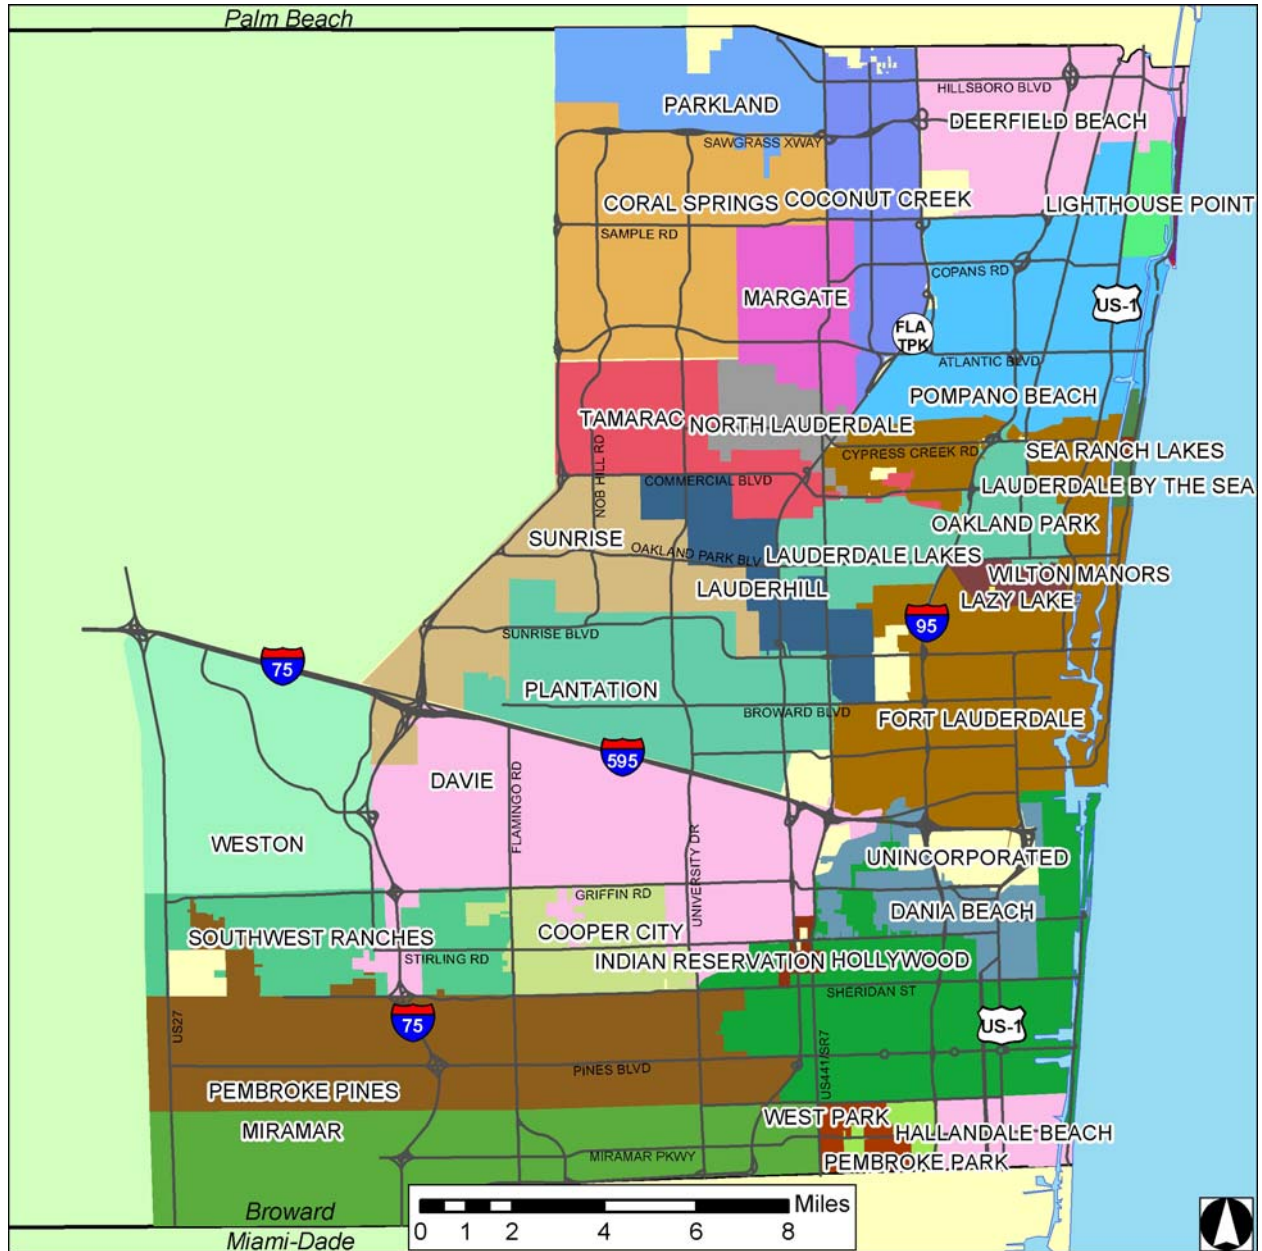 Palm Beach
HILLSBORO BLVD
PARKLAND
DEERFIELD BEACH
SAWGRASS XWAY
CORAL SPRINGS
COCONUT CREEK
LIGHTHOUSE POINT
SAMPLE RD
COPANS RD
MARGATE
US-1
FLA
TPK
ATLANTIC BLVD
POMPANO BEACH
TAMARAC
NORTH LAUDERDALE
CYPRESS CREEK RD
SEA RANCH LAKES
NOB HILL RD
COMMERCIAL BLVD
LAUDERDALE BY THE SEA
OAKLAND PARK
SUNRISE
OAKLAND PARK BLV
LAUDERDALE LAKES
WILTON MANORS
LAUDERHILL
LAZY LAKE
95
SUNRISE BLVD
75
PLANTATION
BROWARD BLVD
FORT LAUDERDALE
595
DAVIE
FLAMINGO RD
UNIVERSITY DR
WESTON
UNINCORPORATED
GRIFFIN RD
DANIA BEACH
SOUTHWEST RANCHES
COOPER CITY
STIRLING RD
INDIAN RESERVATION
HOLLYWOOD
SHERIDAN ST
US27
75
US-1
US441/SR7
PINES BLVD
PEMBROKE PINES
WEST PARK
MIRAMAR
HALLANDALE BEACH
MIRAMAR PKWY
PEMBROKE PARK
Broward
Miami-Dade
Miles
0 1 2 4 6 8